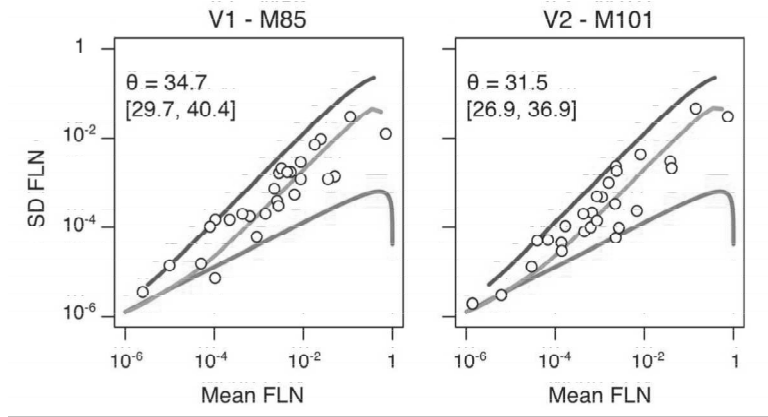 V1 - M85
V2 - M101
θ = 34.7
[29.7, 40.4]
θ = 31.5
[26.9, 36.9]
SD FLN
1
10⁻²
10⁻⁴
10⁻⁶
10⁻⁶ 10⁻⁴ 10⁻² 1
10⁻⁶ 10⁻⁴ 10⁻² 1
Mean FLN
Mean FLN